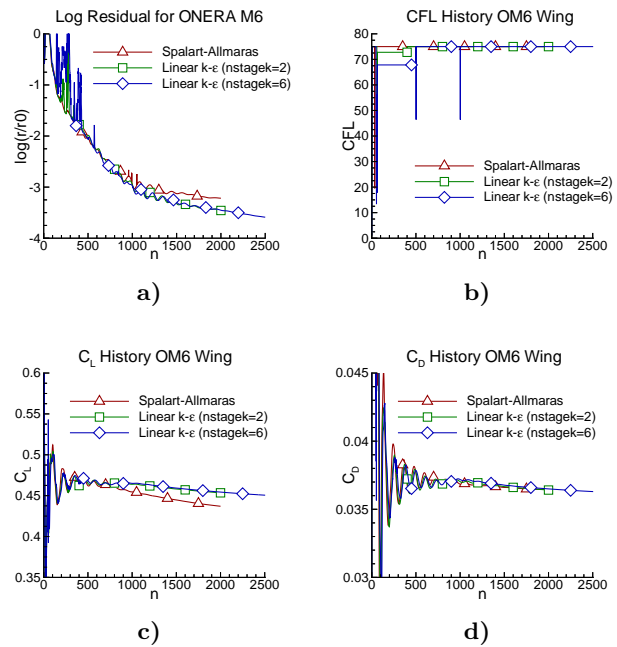 Log Residual for ONERA M6
0
-1
-2
-3
-4
log(r/r0)
Spalart-Allmaras
Linear k-ε (nstagek=2)
Linear k-ε (nstagek=6)
0 500 1000 1500 2000 2500
n
a)
CFL History OM6 Wing
80
70
60
50
40
30
20
10
0
CFL
Spalart-Allmaras
Linear k-ε (nstagek=2)
Linear k-ε (nstagek=6)
0 500 1000 1500 2000 2500
n
b)
C_L History OM6 Wing
0.6
0.55
0.5
0.45
0.4
0.35
C_L
Spalart-Allmaras
Linear k-ε (nstagek=2)
Linear k-ε (nstagek=6)
0 500 1000 1500 2000 2500
n
c)
C_D History OM6 Wing
0.045
0.04
0.035
0.03
C_D
Spalart-Allmaras
Linear k-ε (nstagek=2)
Linear k-ε (nstagek=6)
0 500 1000 1500 2000 2500
n
d)